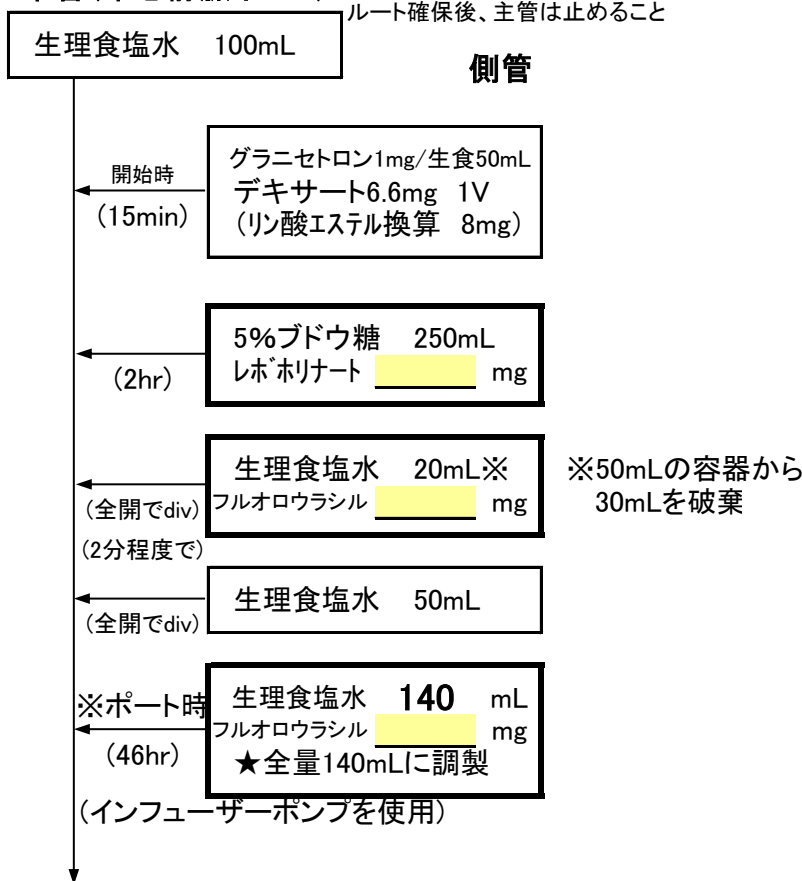 ルート確保後、主管は止めること
生理食塩水 100mL
側管
開始時
(15min)
グラニセトロン1mg/生食50mL
デキサート6.6mg 1V
(リン酸エステル換算 8mg)
(2hr)
5%ブドウ糖 250mL
レボホリナート mg
(全開でdiv)
(2分程度で)
生理食塩水 20mL※
フルオロウラシル mg
※50mLの容器から
30mLを破棄
(全開でdiv)
生理食塩水 50mL
※ポート時
(46hr)
生理食塩水 140 mL
フルオロウラシル mg
★全量140mLに調製
(インフューザーポンプを使用)